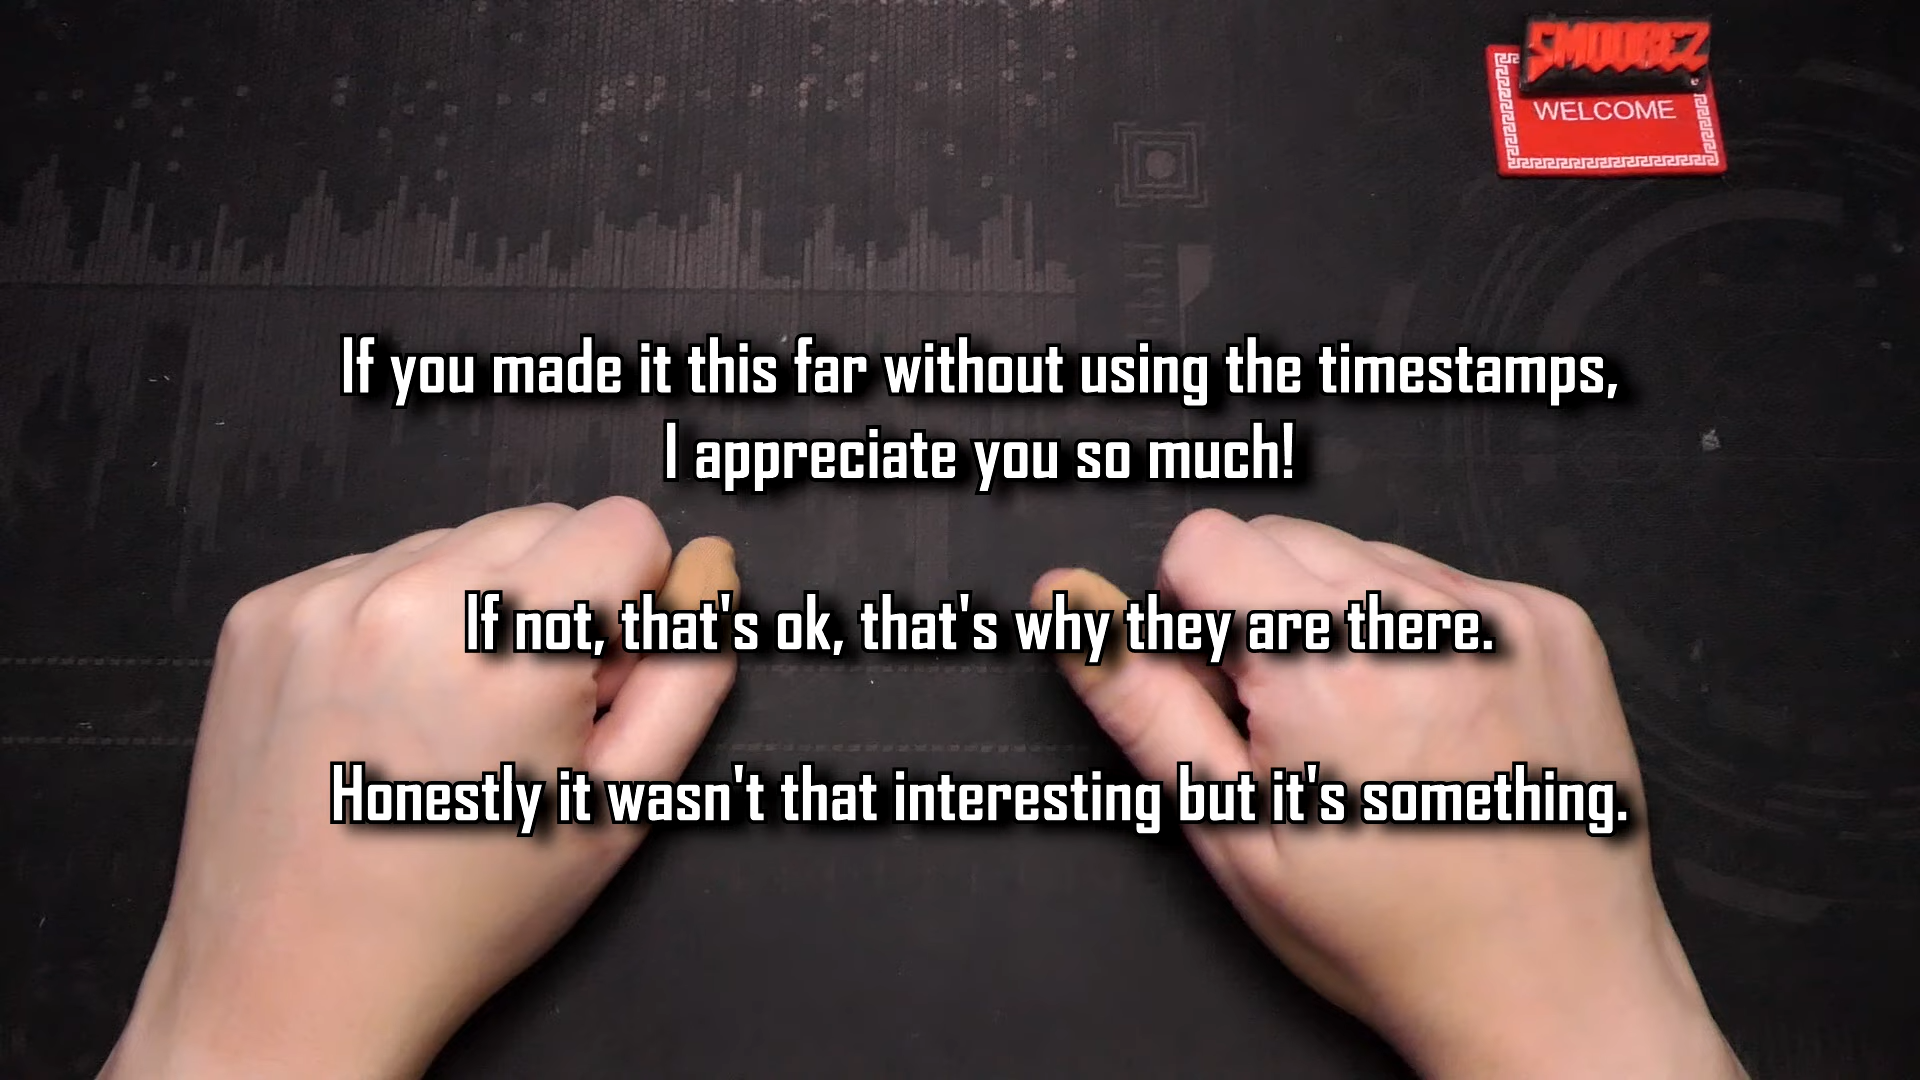 SMOOBEZ
WELCOME
If you made it this far without using the timestamps,
I appreciate you so much!
If not, that's ok, that's why they are there.
Honestly it wasn't that interesting but it's something.